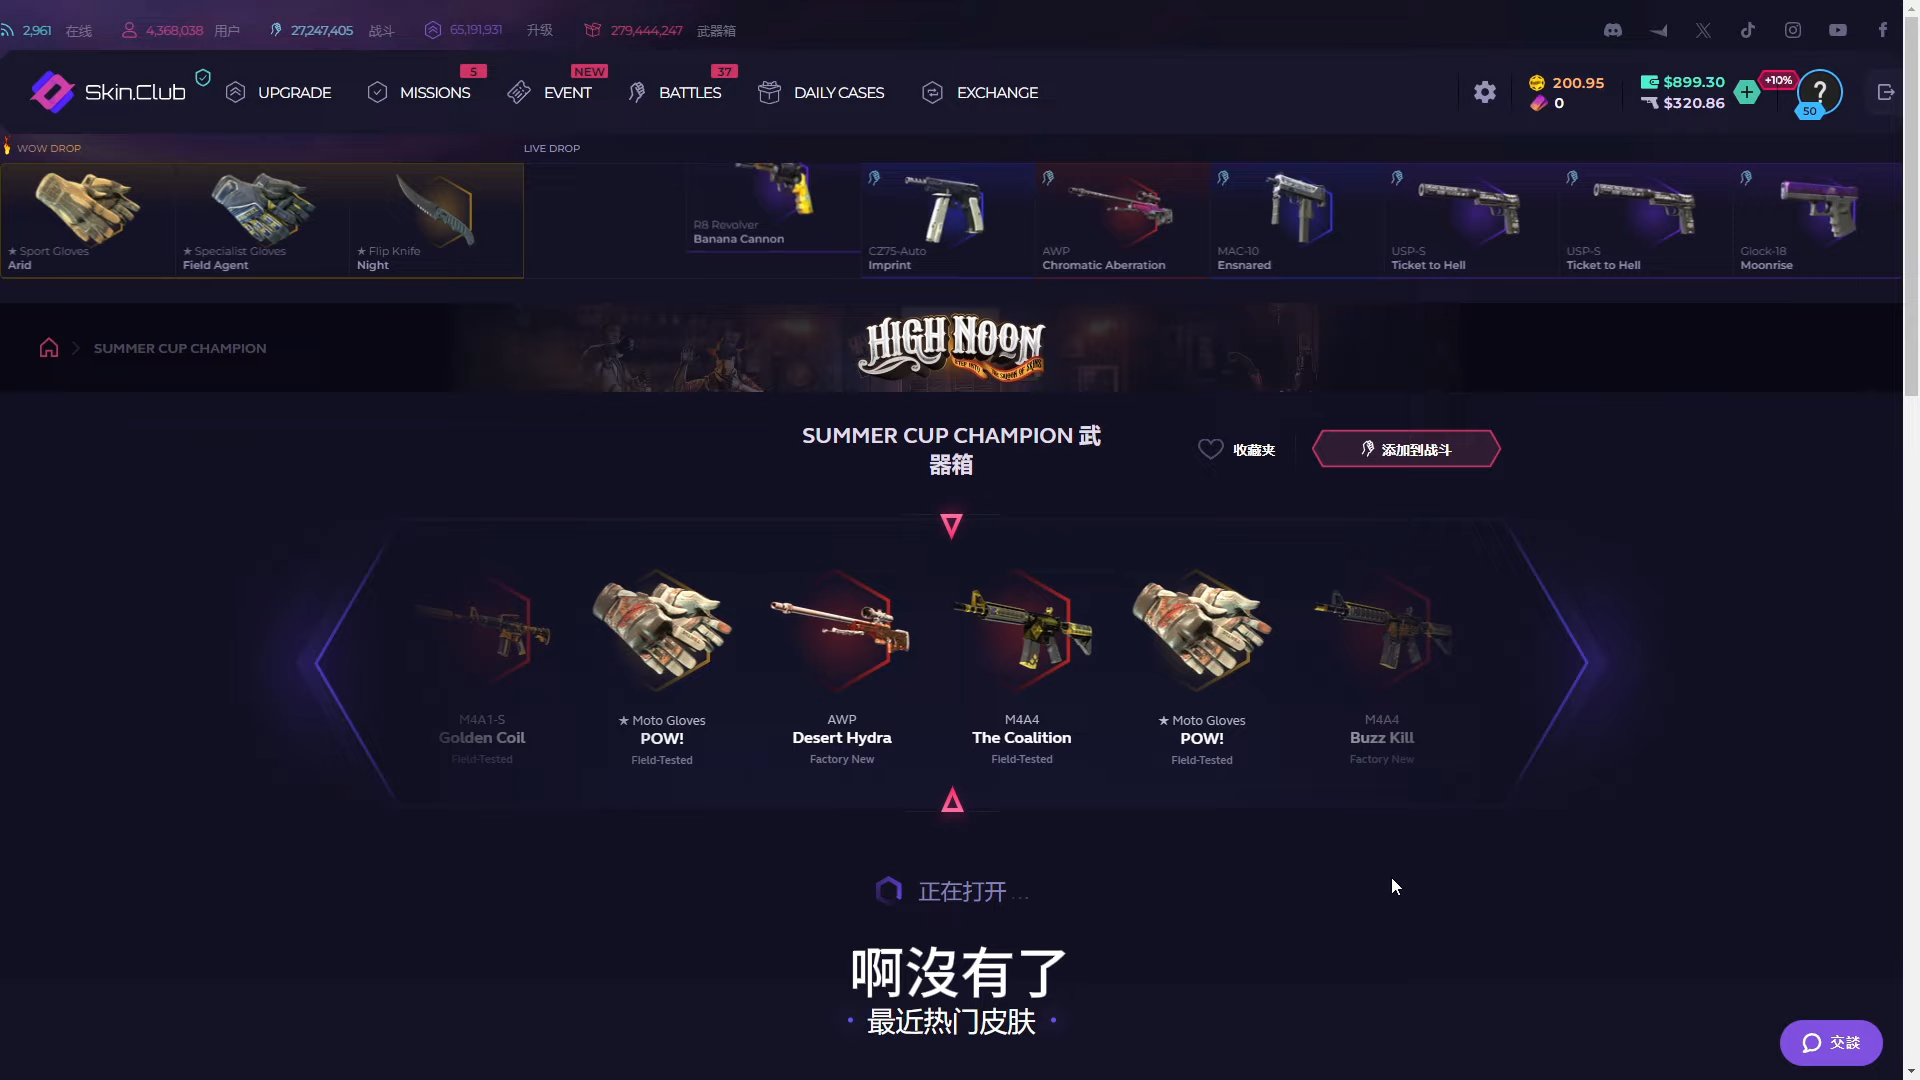 2,961 在线 4,368,038 用户 27,247,405 战斗 65,191,931 升级 279,444,247 武器箱
Skin.Club UPGRADE MISSIONS 5 EVENT NEW BATTLES 37 DAILY CASES EXCHANGE
200.95
0
$899.30
$320.86
+10%
?
50
WOW DROP
LIVE DROP
★ Sport Gloves
Arid
★ Specialist Gloves
Field Agent
★ Flip Knife
Night
R8 Revolver
Banana Cannon
CZ75-Auto
Imprint
AWP
Chromatic Aberration
MAC-10
Ensnared
USP-S
Ticket to Hell
USP-S
Ticket to Hell
Glock-18
Moonrise
SUMMER CUP CHAMPION
HIGH NOON
SUMMER CUP CHAMPION 武
器箱
收藏夹
添加到战斗
M4A1-S
Golden Coil
Field-Tested
★ Moto Gloves
POW!
Field-Tested
AWP
Desert Hydra
Factory New
M4A4
The Coalition
Field-Tested
★ Moto Gloves
POW!
Field-Tested
M4A4
Buzz Kill
Factory New
正在打开 ...
啊沒有了
• 最近热门皮肤 •
交談